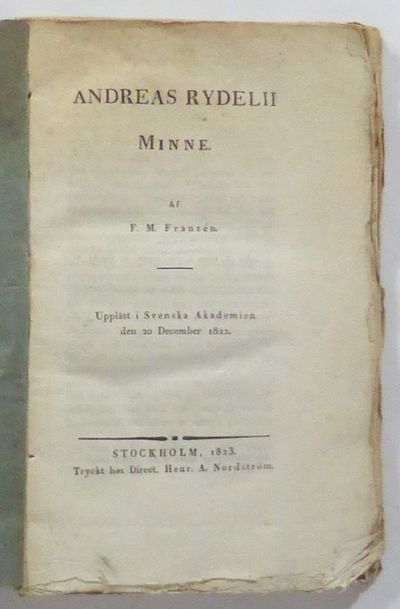 ANDREAS RYDELII
MINNE.
Af
F. M. Franzén.
Uppläst i Svenska Akademien
den 20 December 1822.
STOCKHOLM, 1823.
Tryckt hos Direct. Henr. A. Nordström.